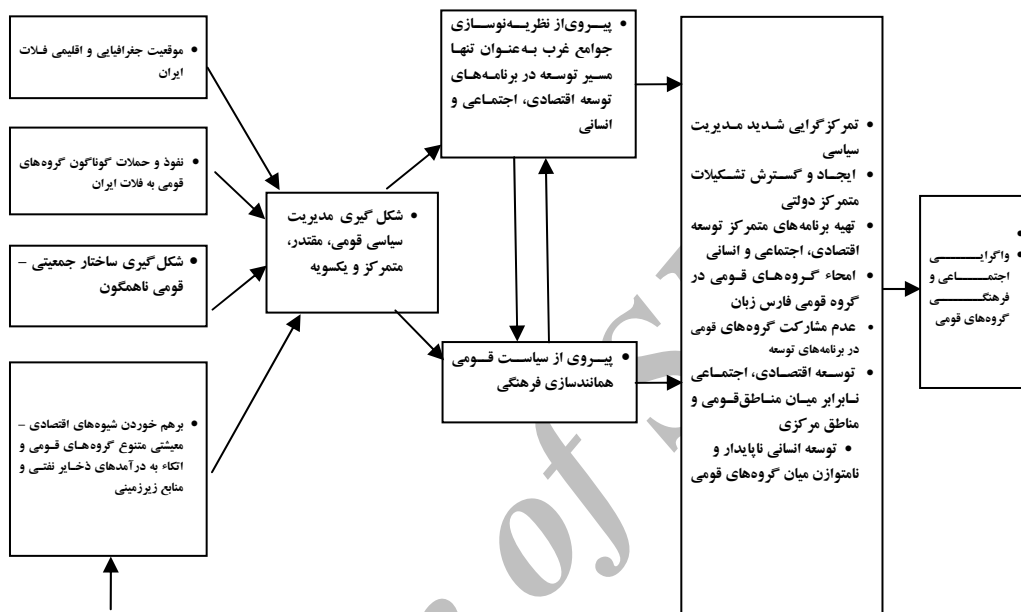 • موقعیت جغرافیایی و اقلیمی فلات
ایران
• نفوذ و حملات گوناگون گروه‌های
قومی به فلات ایران
• شکل‌گیری ساختار جمعیتی –
قومی ناهمگون
• برهم خوردن شیوه‌های اقتصادی –
معیشتی متنوع گروه‌های قومی و
اتکاء به درآمدهای ذخایر نفتی و
منابع زیرزمینی
• شکل گیری مدیریت
سیاسی قومی، مقتدر،
متمرکز و یکسویه
• پیروی‌از نظریه‌نوسازی
جوامع غرب به‌عنوان تنها
مسیر توسعه در برنامه‌های
توسعه اقتصادی، اجتماعی و
انسانی
• پیروی از سیاست قومی
همانندسازی فرهنگی
• تمرکزگرایی شدید مدیریت
سیاسی
• ایجاد و گسترش تشکیلات
متمرکز دولتی
• تهیه برنامه‌های متمرکز توسعه
اقتصادی، اجتماعی و انسانی
• امحاء گروه‌های قومی در
گروه قومی فارس زبان
• عدم مشارکت گروه‌های قومی
در برنامه‌های توسعه
• توسعه اقتصادی، اجتماعی
نابرابر میان مناطق‌قومی و
مناطق مرکزی
• توسعه انسانی ناپایدار و
نامتوازن میان گروه‌های قومی
•
• واگرایی
اجتماعی و
فرهنگی
گروه‌های قومی
of